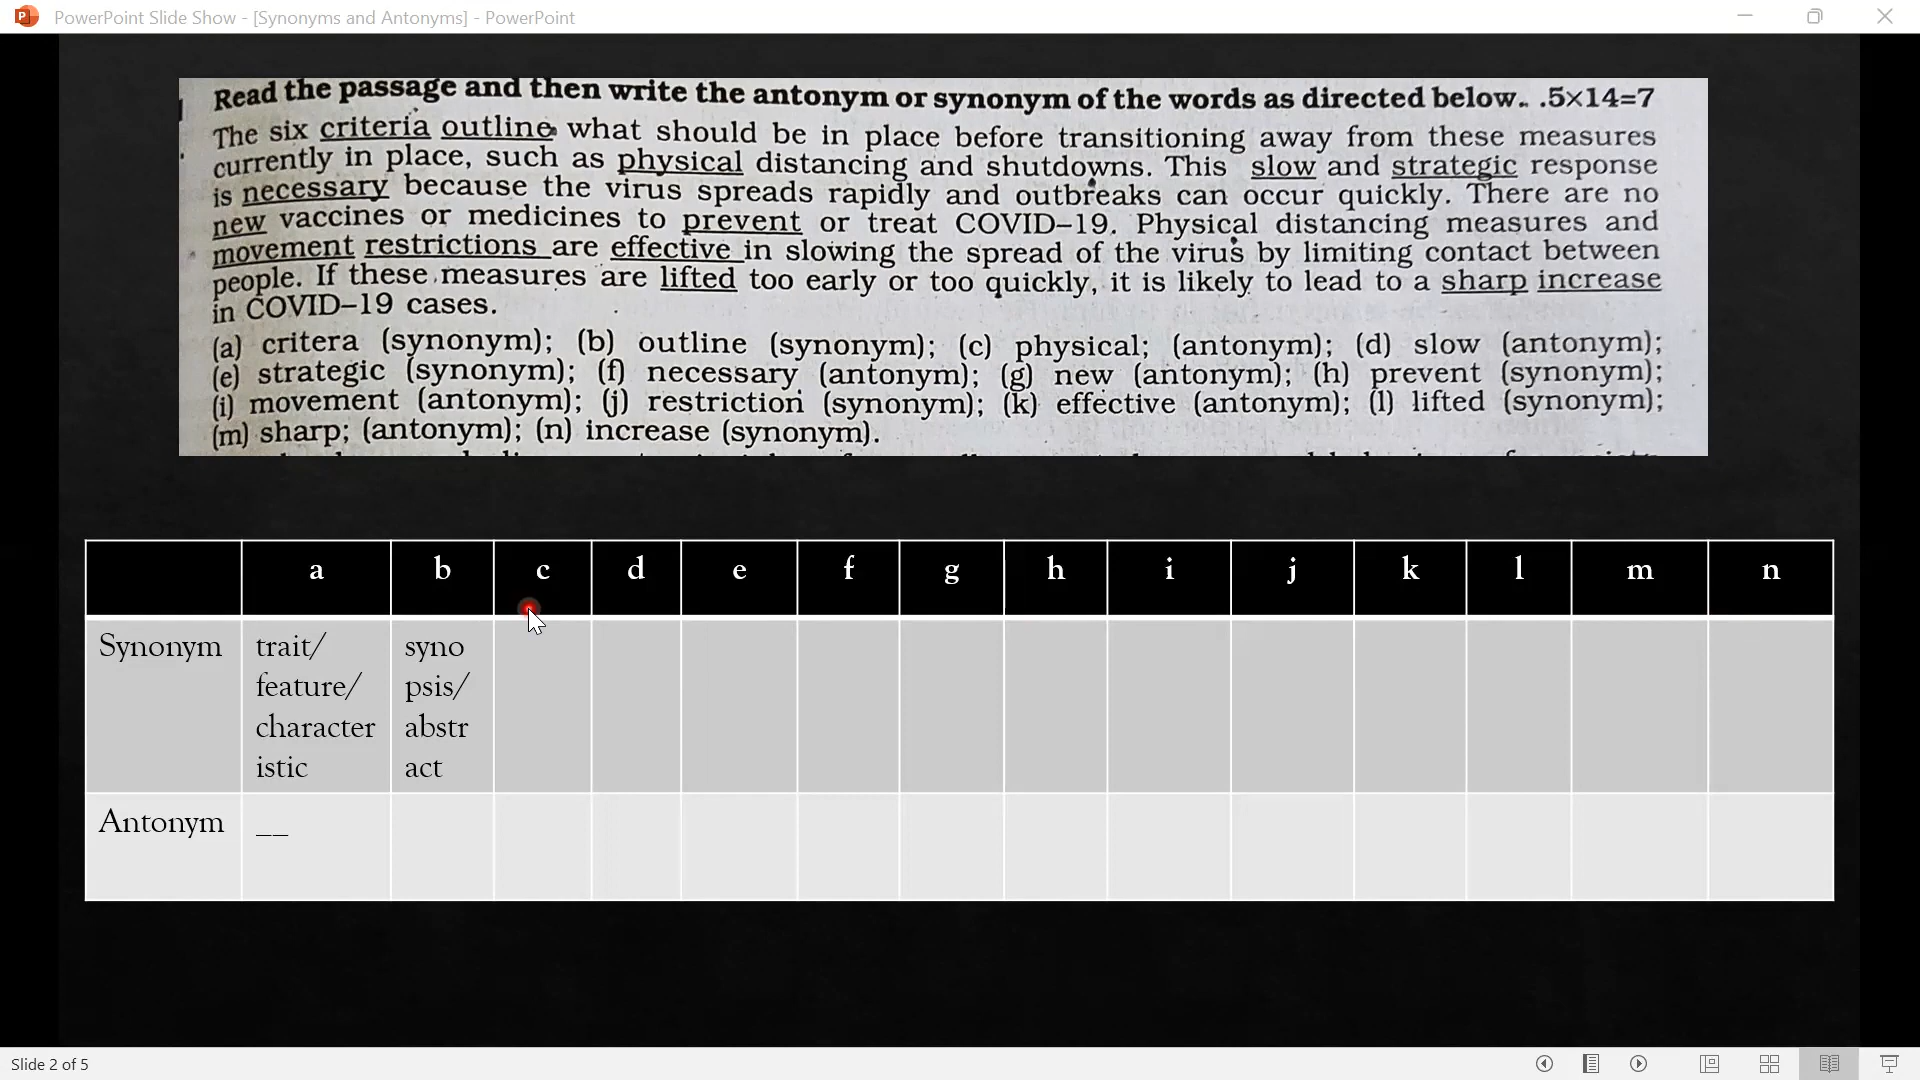 PowerPoint Slide Show - [Synonyms and Antonyms] - PowerPoint
Read the passage and then write the antonym or synonym of the words as directed below. .5×14=7
The six criteria outline what should be in place before transitioning away from these measures
currently in place, such as physical distancing and shutdowns. This slow and strategic response
is necessary because the virus spreads rapidly and outbreaks can occur quickly. There are no
new vaccines or medicines to prevent or treat COVID–19. Physical distancing measures and
movement restrictions are effective in slowing the spread of the virus by limiting contact between
people. If these measures are lifted too early or too quickly, it is likely to lead to a sharp increase
in COVID–19 cases.
(a) critera (synonym); (b) outline (synonym); (c) physical; (antonym); (d) slow (antonym);
(e) strategic (synonym); (f) necessary (antonym); (g) new (antonym); (h) prevent (synonym);
(i) movement (antonym); (j) restriction (synonym); (k) effective (antonym); (l) lifted (synonym);
(m) sharp; (antonym); (n) increase (synonym).
a b c d e f g h i j k l m n
Synonym trait/ syno
feature/ psis/
character abstr
istic act
Antonym __
Slide 2 of 5